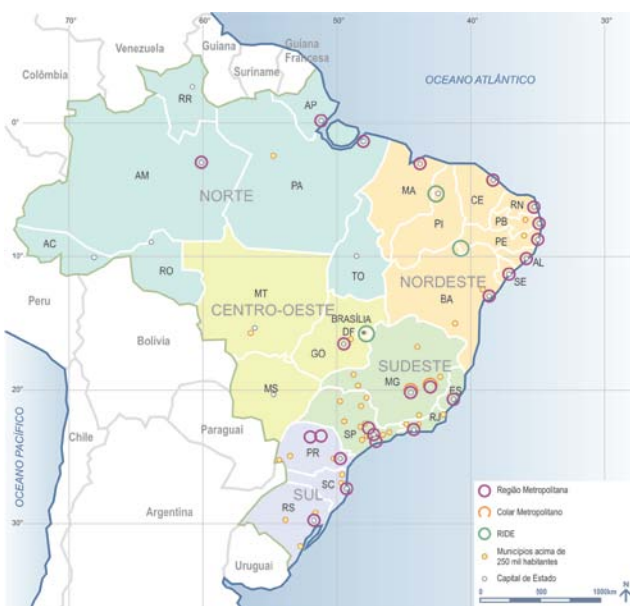 70°
60°
50°
40°
30°
Venezuela
Guiana
Guiana
Francesa
Suriname
Colômbia
OCEANO ATLÂNTICO
RR
AP
0°
AM
PA
NORTE
MA
CE
RN
PB
PI
PE
AC
10°
RO
TO
AL
SE
NORDESTE
BA
Peru
MT
CENTRO-OESTE
BRASÍLIA
DF
Bolívia
GO
SUDESTE
MG
ES
20°
MS
RJ
SP
Paraguai
Chile
PR
OCEANO PACÍFICO
SC
SUL
RS
Argentina
30°
Uruguai
Região Metropolitana
Colar Metropolitano
RIDE
Municípios acima de
250 mil habitantes
Capital de Estado
0 500 1000km
N